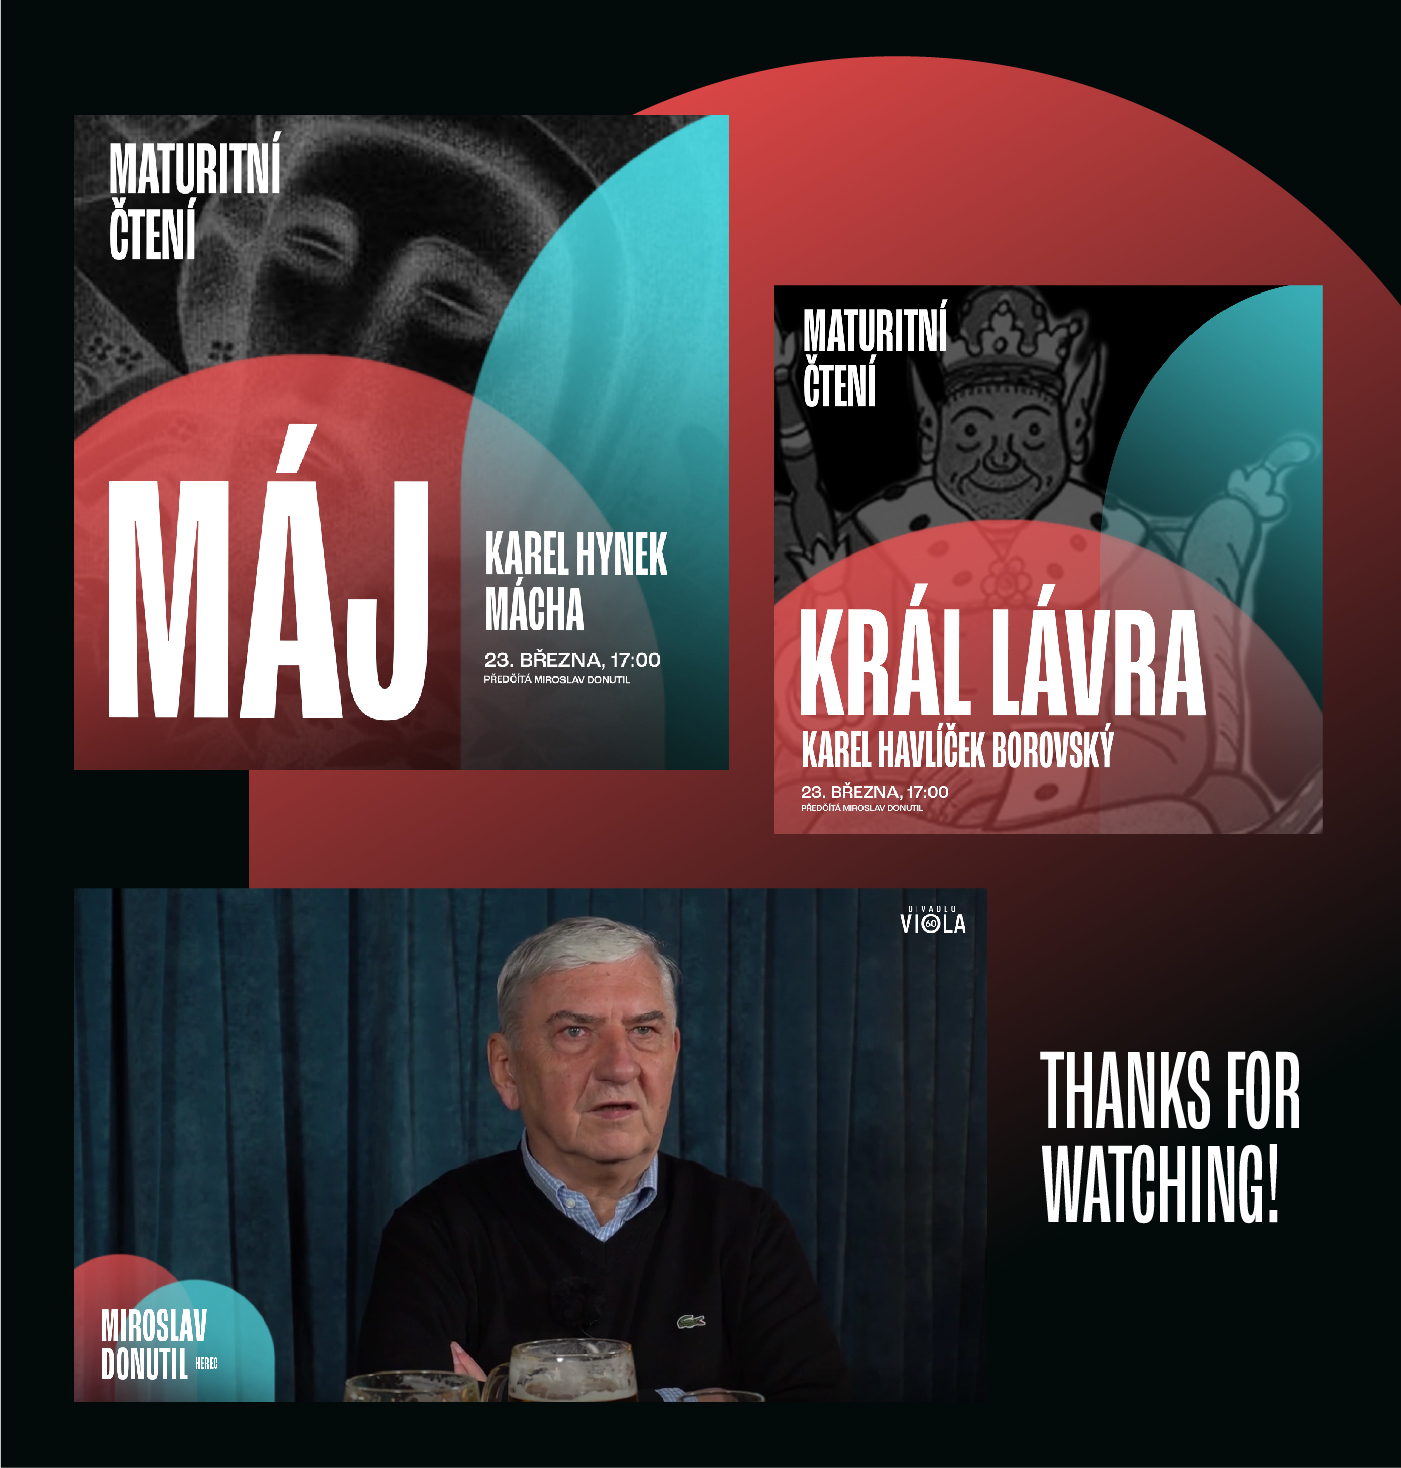 MATURITNÍ
ČTENÍ
MÁJ
KAREL HYNEK
MÁCHA
23. BŘEZNA, 17:00
PŘEDČÍTÁ MIROSLAV DONUTIL
MATURITNÍ
ČTENÍ
KRÁL LÁVRA
KAREL HAVLÍČEK BOROVSKÝ
23. BŘEZNA, 17:00
PŘEDČÍTÁ MIROSLAV DONUTIL
DIVADLO
VIOLA
60
MIROSLAV
DONUTIL HEREC
THANKS FOR
WATCHING!